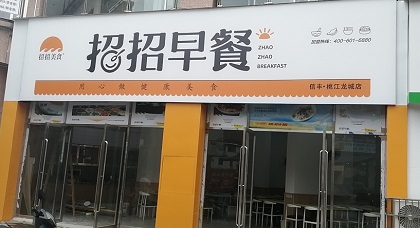 招招美食
招招早餐
ZHAO
ZHAO
BREAKFAST
加盟热线：400-801-6880
用心做健康美食
信丰·桃江龙城店